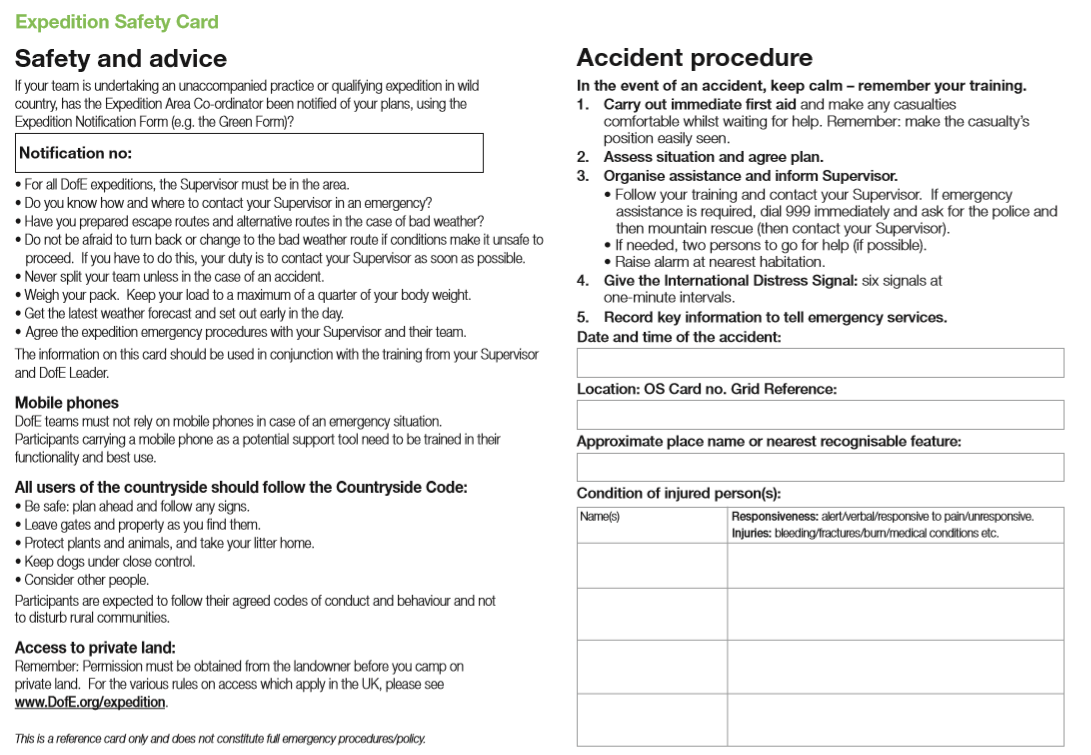 Expedition Safety Card
Safety and advice
If your team is undertaking an unaccompanied practice or qualifying expedition in wild
country, has the Expedition Area Co-ordinator been notified of your plans, using the
Expedition Notification Form (e.g. the Green Form)?
Notification no:
• For all DofE expeditions, the Supervisor must be in the area.
• Do you know how and where to contact your Supervisor in an emergency?
• Have you prepared escape routes and alternative routes in the case of bad weather?
• Do not be afraid to turn back or change to the bad weather route if conditions make it unsafe to
proceed. If you have to do this, your duty is to contact your Supervisor as soon as possible.
• Never split your team unless in the case of an accident.
• Weigh your pack. Keep your load to a maximum of a quarter of your body weight.
• Get the latest weather forecast and set out early in the day.
• Agree the expedition emergency procedures with your Supervisor and their team.
The information on this card should be used in conjunction with the training from your Supervisor
and DofE Leader.
Mobile phones
DofE teams must not rely on mobile phones in case of an emergency situation.
Participants carrying a mobile phone as a potential support tool need to be trained in their
functionality and best use.
All users of the countryside should follow the Countryside Code:
• Be safe: plan ahead and follow any signs.
• Leave gates and property as you find them.
• Protect plants and animals, and take your litter home.
• Keep dogs under close control.
• Consider other people.
Participants are expected to follow their agreed codes of conduct and behaviour and not
to disturb rural communities.
Access to private land:
Remember: Permission must be obtained from the landowner before you camp on
private land. For the various rules on access which apply in the UK, please see
www.DofE.org/expedition.
This is a reference card only and does not constitute full emergency procedures/policy.
Accident procedure
In the event of an accident, keep calm – remember your training.
1. Carry out immediate first aid and make any casualties
comfortable whilst waiting for help. Remember: make the casualty's
position easily seen.
2. Assess situation and agree plan.
3. Organise assistance and inform Supervisor.
• Follow your training and contact your Supervisor. If emergency
assistance is required, dial 999 immediately and ask for the police and
then mountain rescue (then contact your Supervisor).
• If needed, two persons to go for help (if possible).
• Raise alarm at nearest habitation.
4. Give the International Distress Signal: six signals at
one-minute intervals.
5. Record key information to tell emergency services.
Date and time of the accident:
Location: OS Card no. Grid Reference:
Approximate place name or nearest recognisable feature:
Condition of injured person(s):
Name(s)
Responsiveness: alert/verbal/responsive to pain/unresponsive.
Injuries: bleeding/fractures/burn/medical conditions etc.